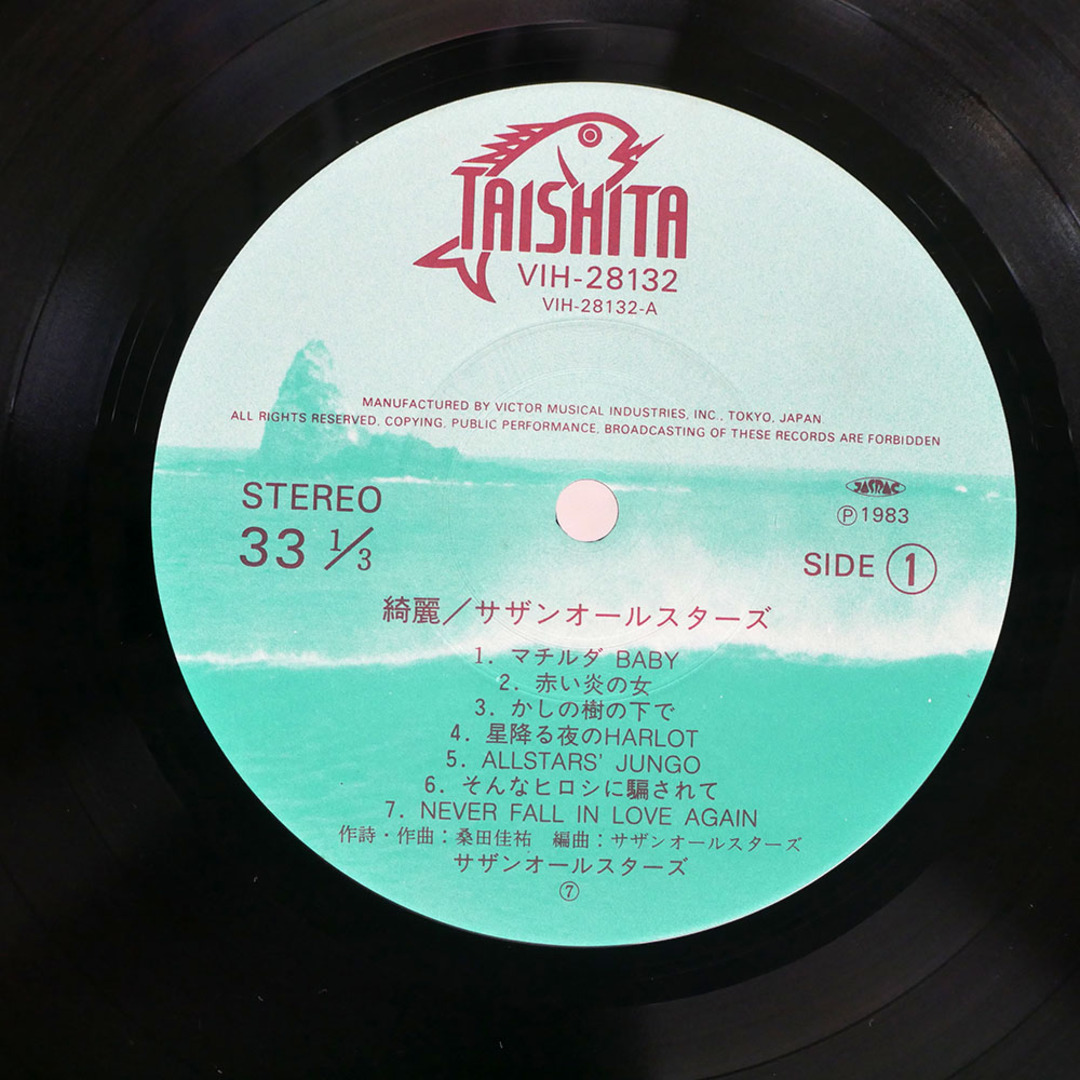 TAISHITA
VIH-28132
VIH-28132-A
MANUFACTURED BY VICTOR MUSICAL INDUSTRIES, INC., TOKYO, JAPAN.
ALL RIGHTS RESERVED. COPYING, PUBLIC PERFORMANCE, BROADCASTING OF THESE RECORDS ARE FORBIDDEN
STEREO
33 1/3
JASRAC
Ⓟ1983
SIDE ①
綺麗/サザンオールスターズ
1. マチルダ BABY
2. 赤い炎の女
3. かしの樹の下で
4. 星降る夜のHARLOT
5. ALLSTARS' JUNGO
6. そんなヒロシに騙されて
7. NEVER FALL IN LOVE AGAIN
作詩・作曲:桑田佳祐 編曲:サザンオールスターズ
サザンオールスターズ
⑦